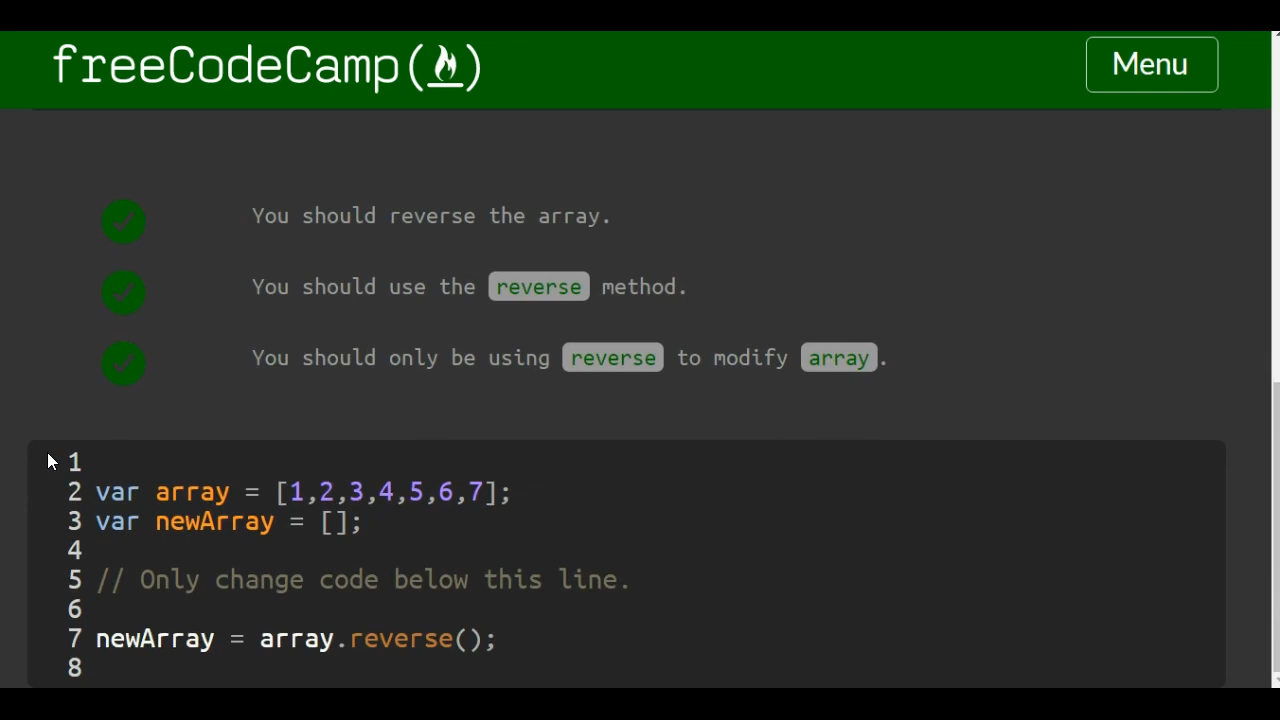 freeCodeCamp(🔥)
Menu
You should reverse the array.
You should use the reverse method.
You should only be using reverse to modify array.
1
2 var array = [1,2,3,4,5,6,7];
3 var newArray = [];
4
5 // Only change code below this line.
6
7 newArray = array.reverse();
8